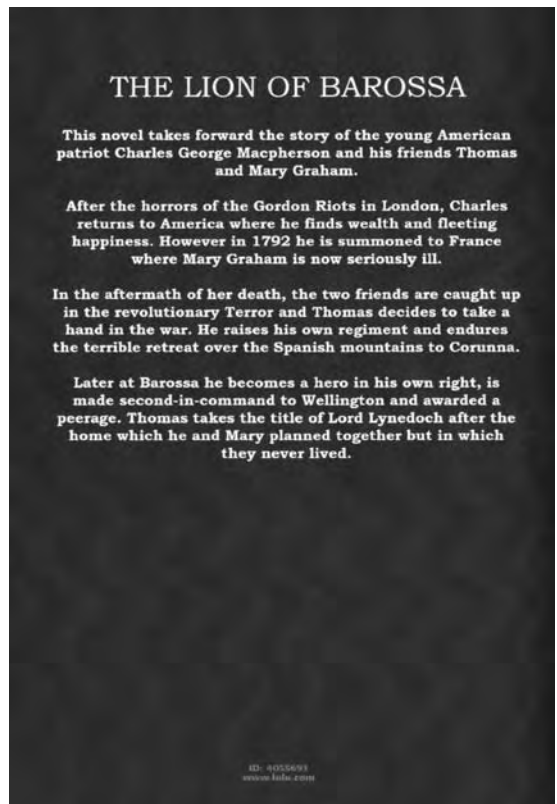 THE LION OF BAROSSA
This novel takes forward the story of the young American
patriot Charles George Macpherson and his friends Thomas
and Mary Graham.
After the horrors of the Gordon Riots in London, Charles
returns to America where he finds wealth and fleeting
happiness. However in 1792 he is summoned to France
where Mary Graham is now seriously ill.
In the aftermath of her death, the two friends are caught up
in the revolutionary Terror and Thomas decides to take a
hand in the war. He raises his own regiment and endures
the terrible retreat over the Spanish mountains to Corunna.
Later at Barossa he becomes a hero in his own right, is
made second-in-command to Wellington and awarded a
peerage. Thomas takes the title of Lord Lynedoch after the
home which he and Mary planned together but in which
they never lived.
ID: 4055693
www.lulu.com